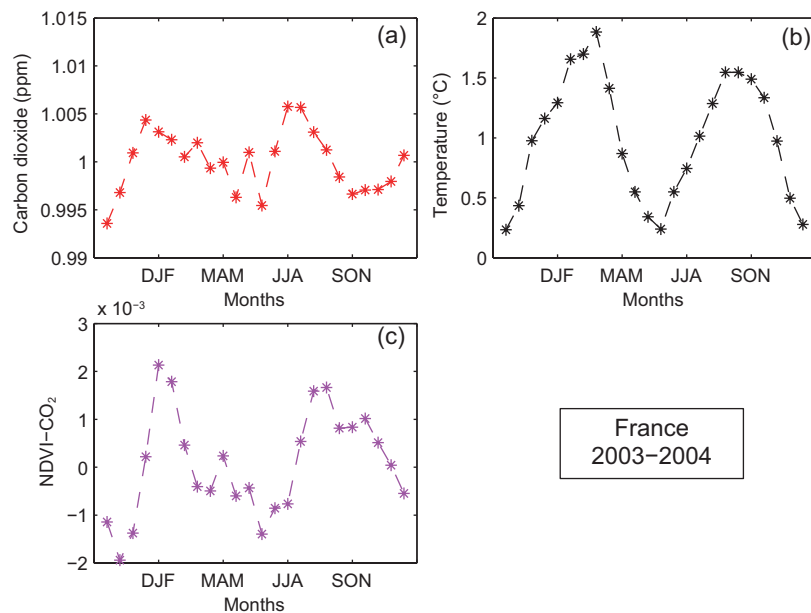 (a)
Carbon dioxide (ppm)
1.015
1.01
1.005
1
0.995
0.99
DJF MAM JJA SON
Months
(b)
Temperature (°C)
2
1.5
1
0.5
0
DJF MAM JJA SON
Months
x 10⁻³
(c)
NDVI−CO₂
3
2
1
0
−1
−2
DJF MAM JJA SON
Months
France
2003−2004